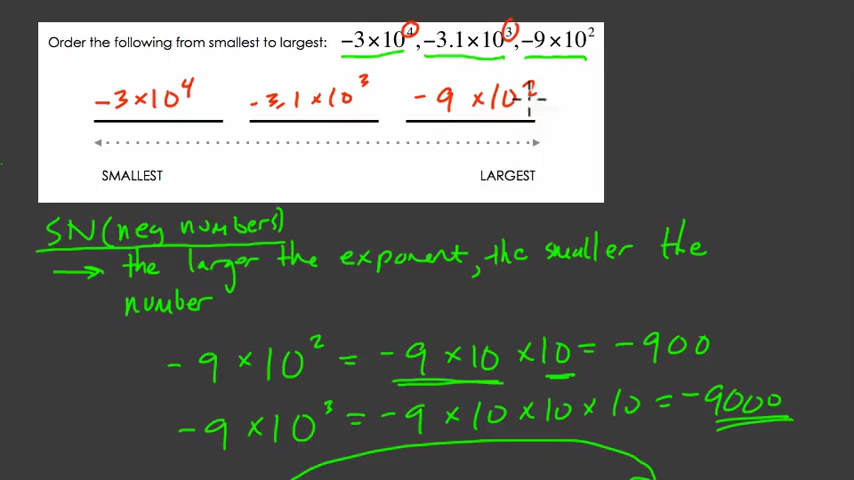 Order the following from smallest to largest: −3×10⁴, −3.1×10³, −9×10²
-3×10⁴ -3.1×10³ -9×10²
SMALLEST LARGEST
SN(neg numbers)
→ the larger the exponent, the smaller the
number
-9×10² = -9×10×10 = -900
-9×10³ = -9×10×10×10 = -9000